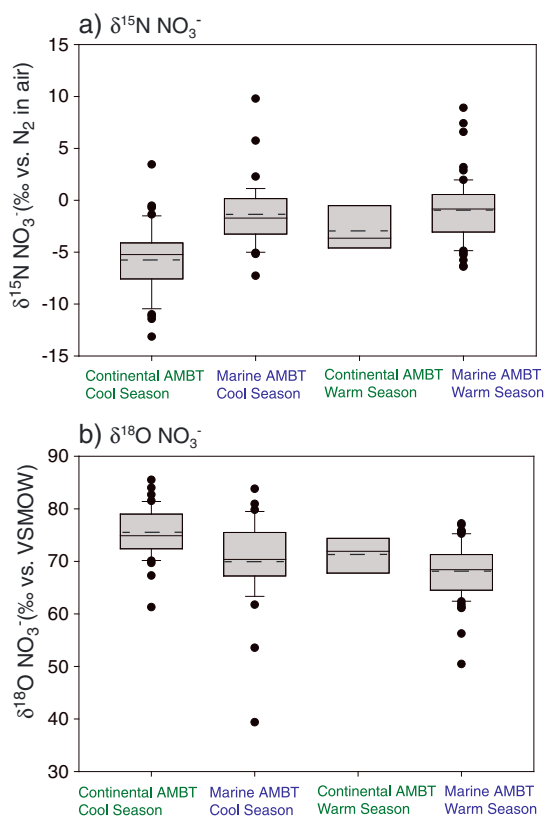 a) δ¹⁵N NO₃⁻
δ¹⁵N NO₃⁻(‰ vs. N₂ in air)
15
10
5
0
-5
-10
-15
Continental AMBT Marine AMBT Continental AMBT Marine AMBT
Cool Season Cool Season Warm Season Warm Season
b) δ¹⁸O NO₃⁻
δ¹⁸O NO₃⁻(‰ vs. VSMOW)
90
80
70
60
50
40
30
Continental AMBT Marine AMBT Continental AMBT Marine AMBT
Cool Season Cool Season Warm Season Warm Season